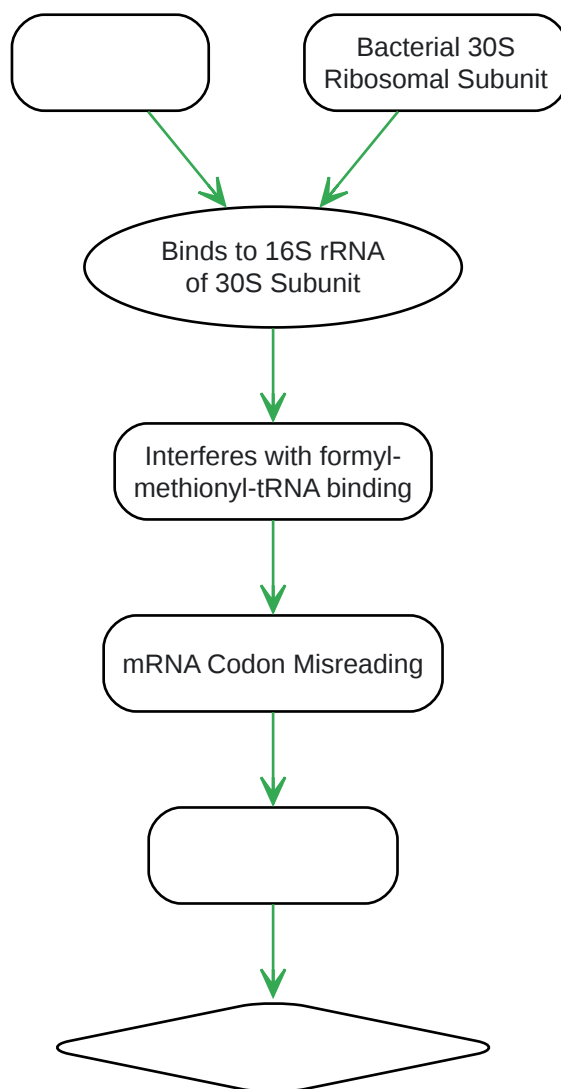 Bacterial 30S
Ribosomal Subunit
Binds to 16S rRNA
of 30S Subunit
Interferes with formyl-
methionyl-tRNA binding
mRNA Codon Misreading